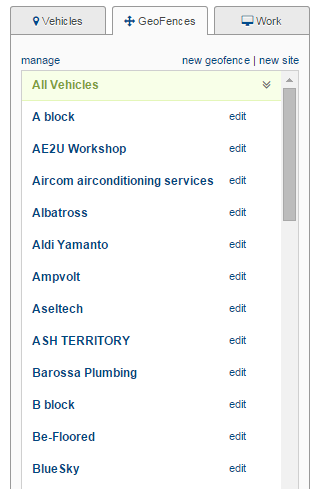 Vehicles GeoFences Work
manage new geofence | new site
All Vehicles
A block edit
AE2U Workshop edit
Aircom airconditioning services edit
Albatross edit
Aldi Yamanto edit
Ampvolt edit
Aseltech edit
ASH TERRITORY edit
Barossa Plumbing edit
B block edit
Be-Floored edit
BlueSky edit